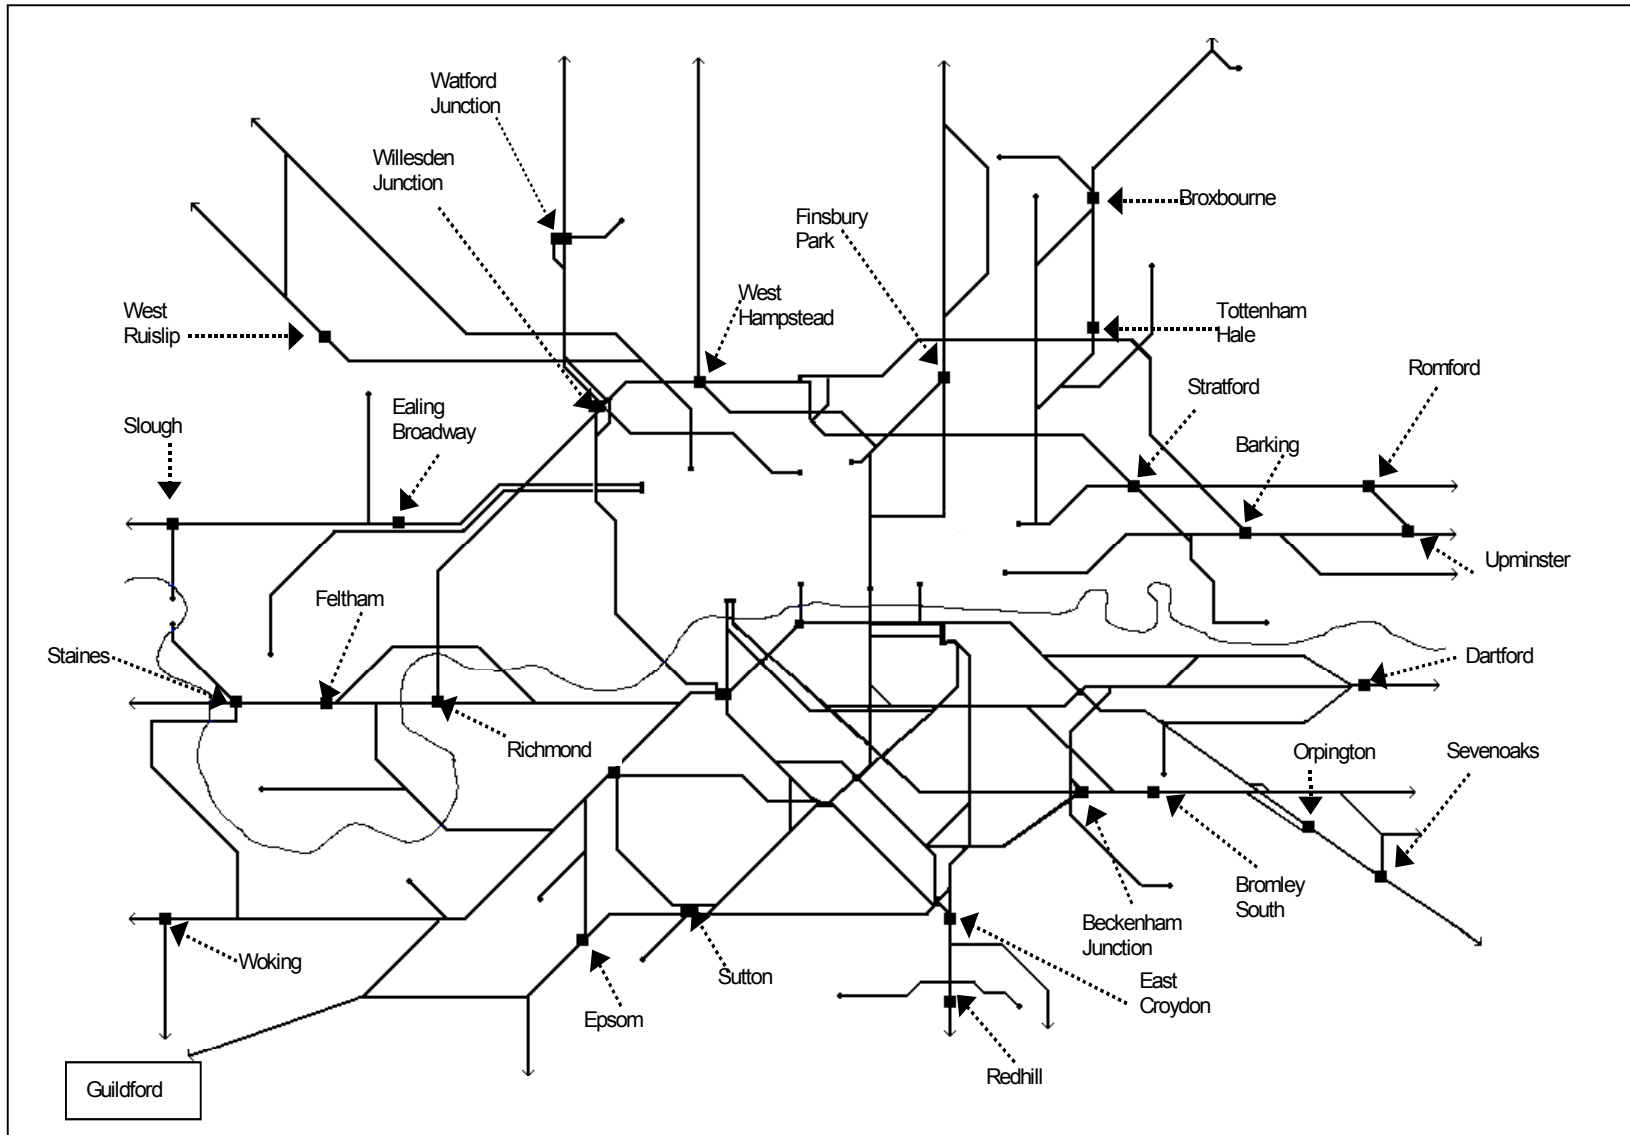 Watford
Junction
Willesden
Junction
Finsbury
Park
Broxbourne
West
Ruislip
West
Hampstead
Tottenham
Hale
Romford
Stratford
Slough
Ealing
Broadway
Barking
Upminster
Feltham
Staines
Dartford
Richmond
Orpington
Sevenoaks
Bromley
South
Beckenham
Junction
Woking
Sutton
East
Croydon
Epsom
Redhill
Guildford